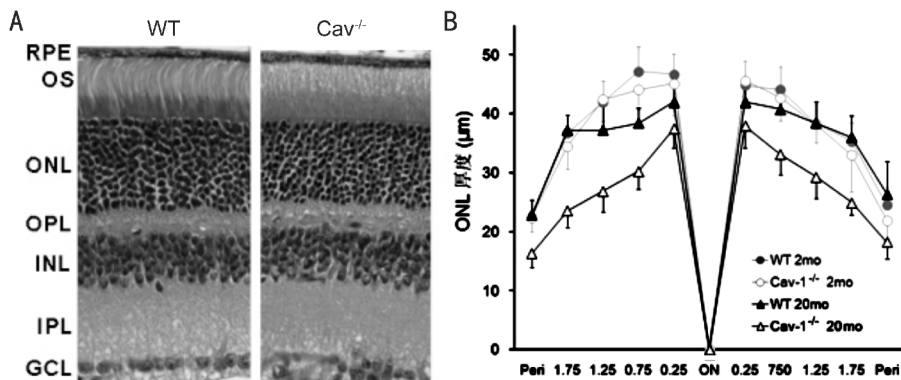 A
WT
Cav-/-
RPE
OS
ONL
OPL
INL
IPL
GCL
B
ONL 厚度 (μm)
50
40
30
20
10
0
WT 2mo
Cav-1-/- 2mo
WT 20mo
Cav-1-/- 20mo
Peri 1.75 1.25 0.75 0.25 ON 0.25 750 1.25 1.75 Peri